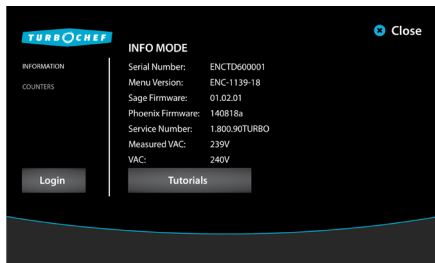 TURBOCHEF
Close
INFO MODE
INFORMATION
COUNTERS
Serial Number: ENCTD600001
Menu Version: ENC-1139-18
Sage Firmware: 01.02.01
Phoenix Firmware: 140818a
Service Number: 1.800.90TURBO
Measured VAC: 239V
VAC: 240V
Login
Tutorials